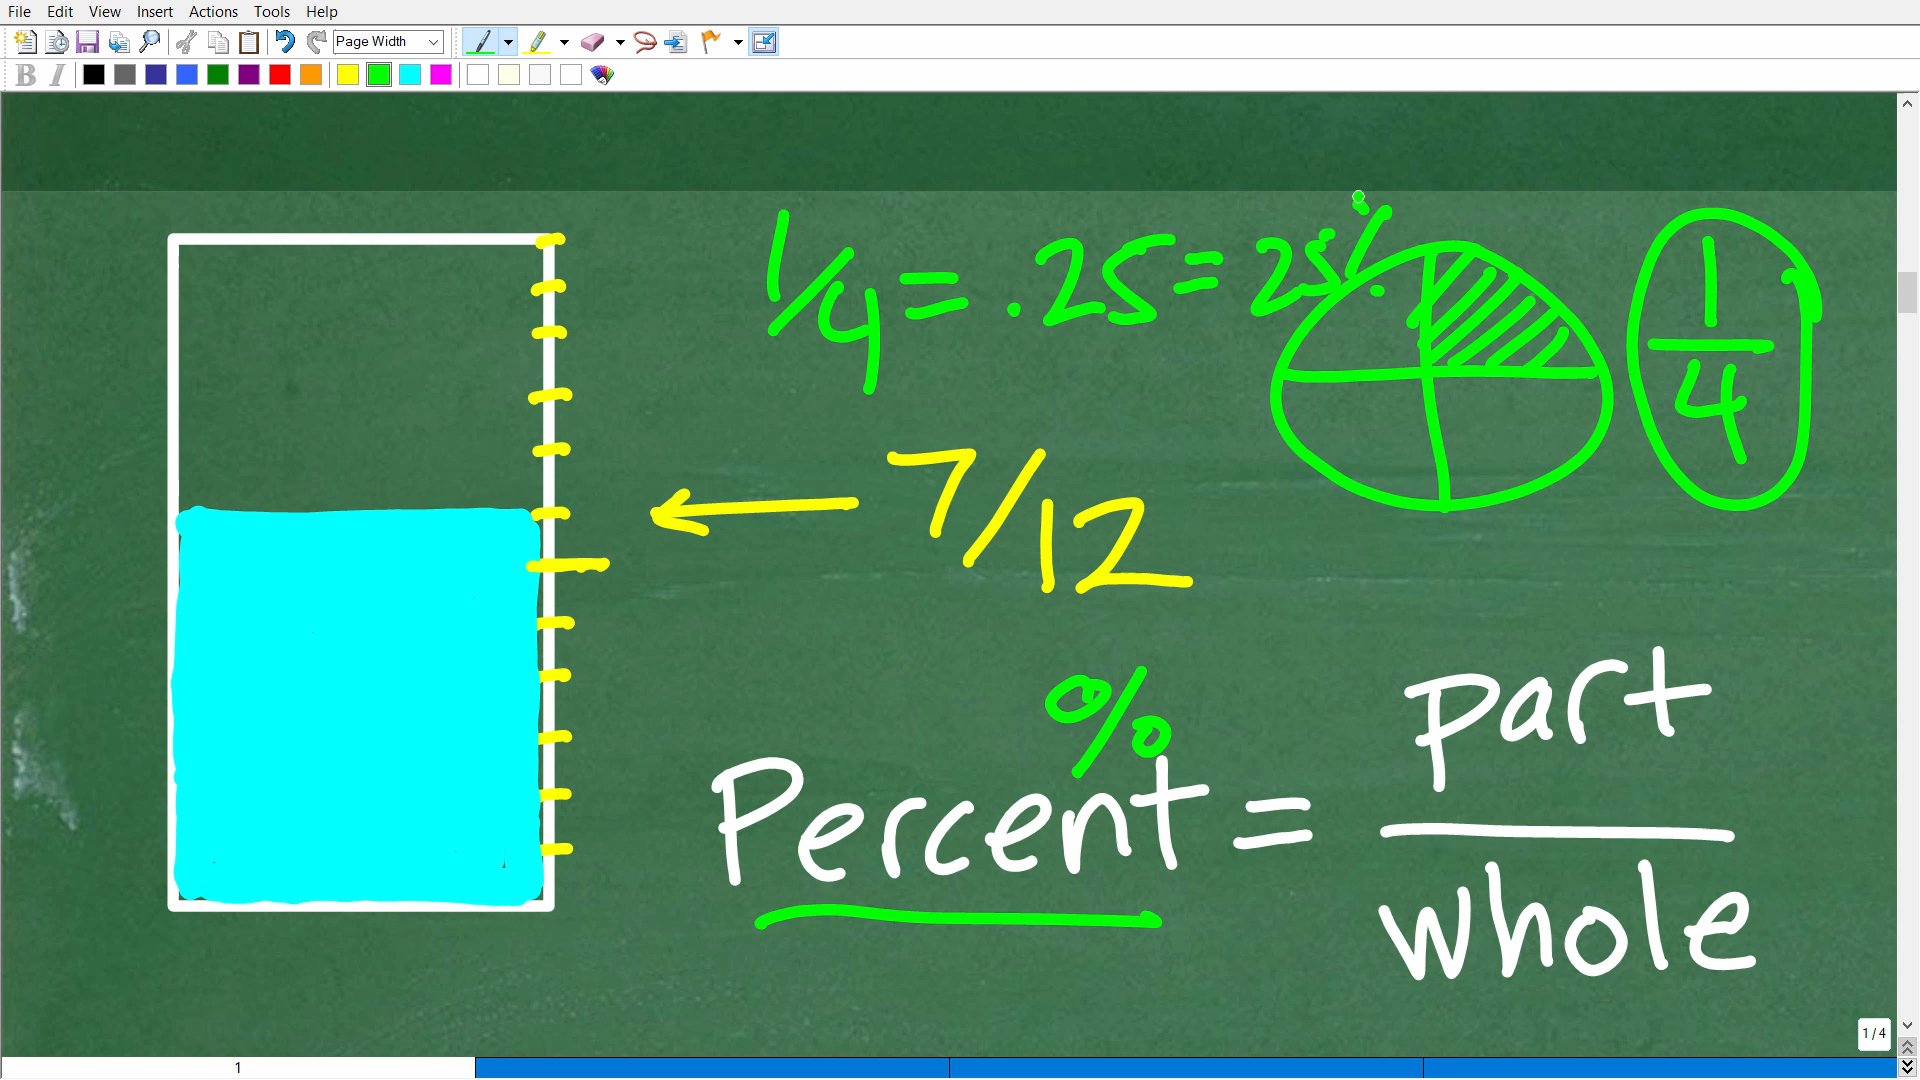 File Edit View Insert Actions Tools Help
Page Width
B I
1/4 = .25 = 25%
1
4
7/12
%
Percent = part
whole
1 / 4
1